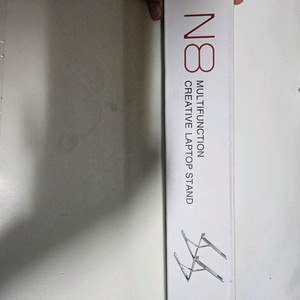 N8
MULTIFUNCTION
CREATIVE LAPTOP STAND